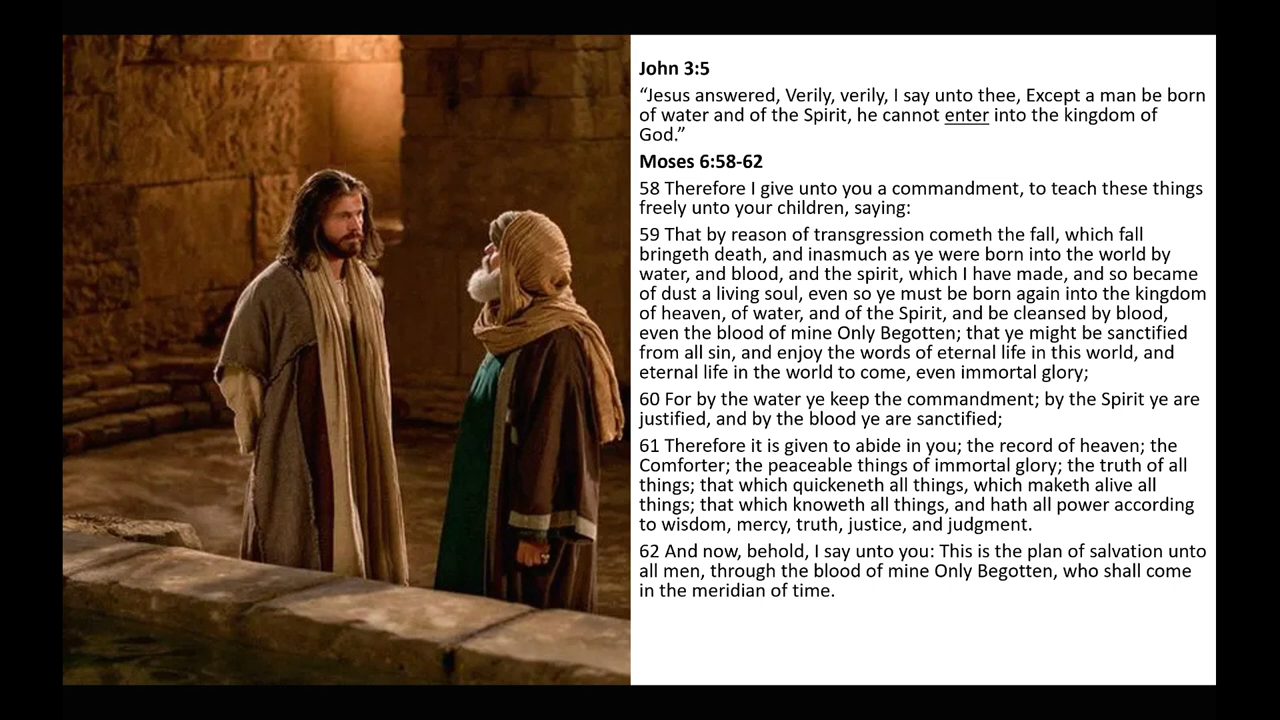 John 3:5
“Jesus answered, Verily, verily, I say unto thee, Except a man be born
of water and of the Spirit, he cannot enter into the kingdom of
God.”
Moses 6:58-62
58 Therefore I give unto you a commandment, to teach these things
freely unto your children, saying:
59 That by reason of transgression cometh the fall, which fall
bringeth death, and inasmuch as ye were born into the world by
water, and blood, and the spirit, which I have made, and so became
of dust a living soul, even so ye must be born again into the kingdom
of heaven, of water, and of the Spirit, and be cleansed by blood,
even the blood of mine Only Begotten; that ye might be sanctified
from all sin, and enjoy the words of eternal life in this world, and
eternal life in the world to come, even immortal glory;
60 For by the water ye keep the commandment; by the Spirit ye are
justified, and by the blood ye are sanctified;
61 Therefore it is given to abide in you; the record of heaven; the
Comforter; the peaceable things of immortal glory; the truth of all
things; that which quickeneth all things, which maketh alive all
things; that which knoweth all things, and hath all power according
to wisdom, mercy, truth, justice, and judgment.
62 And now, behold, I say unto you: This is the plan of salvation unto
all men, through the blood of mine Only Begotten, who shall come
in the meridian of time.